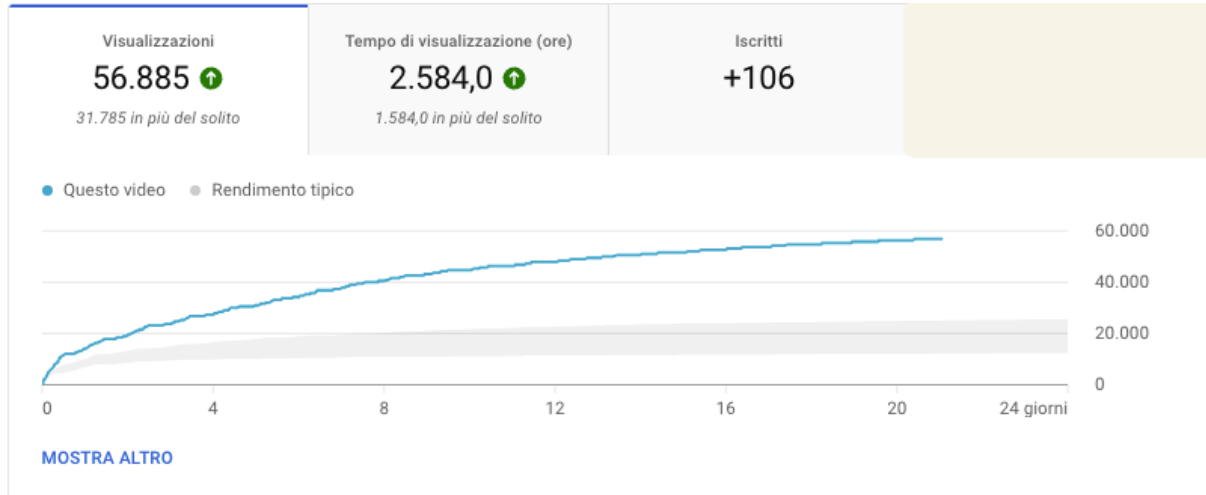 Visualizzazioni
56.885
31.785 in più del solito
Tempo di visualizzazione (ore)
2.584,0
1.584,0 in più del solito
Iscritti
+106
Questo video
Rendimento tipico
60.000
40.000
20.000
0
0 4 8 12 16 20 24 giorni
MOSTRA ALTRO